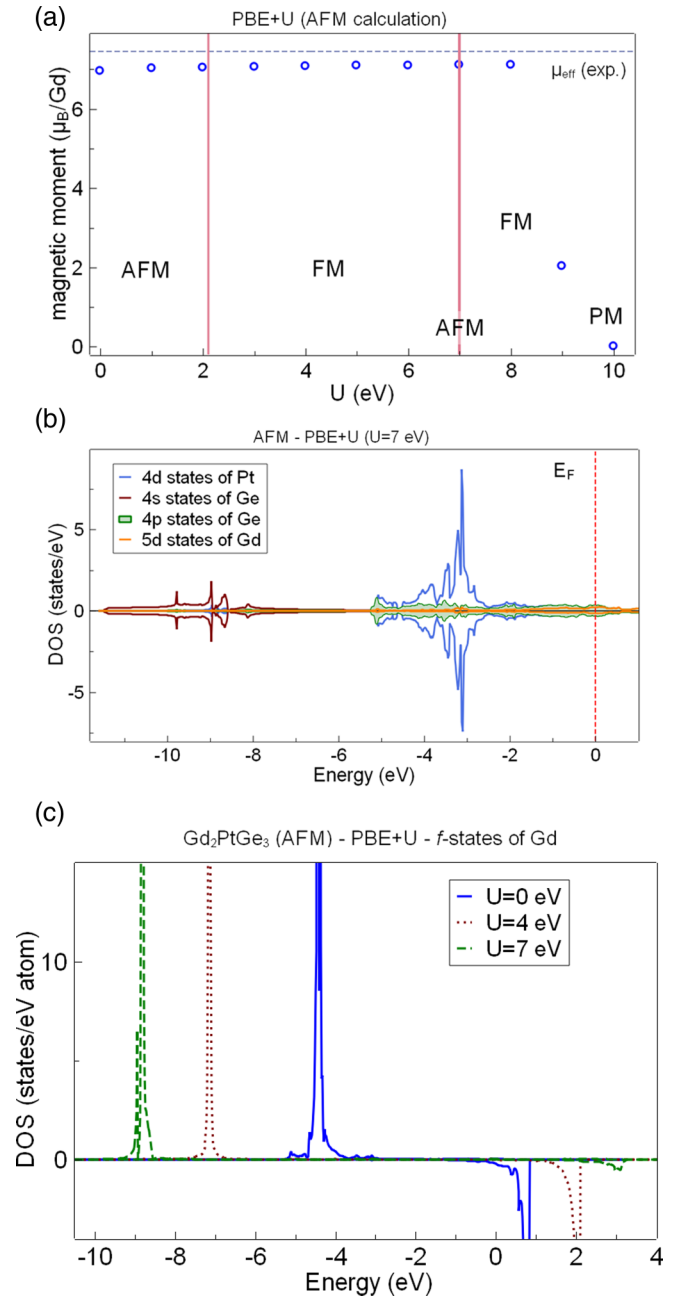 (a)
PBE+U (AFM calculation)
μeff (exp.)
6
4
2
0
magnetic moment (μB/Gd)
AFM
FM
AFM
FM
PM
0 2 4 6 8 10
U (eV)
(b)
AFM - PBE+U (U=7 eV)
4d states of Pt
4s states of Ge
4p states of Ge
5d states of Gd
EF
5
0
-5
DOS (states/eV)
-10 -8 -6 -4 -2 0
Energy (eV)
(c)
Gd2PtGe3 (AFM) - PBE+U - f-states of Gd
U=0 eV
U=4 eV
U=7 eV
10
0
DOS (states/eV atom)
-10 -8 -6 -4 -2 0 2 4
Energy (eV)